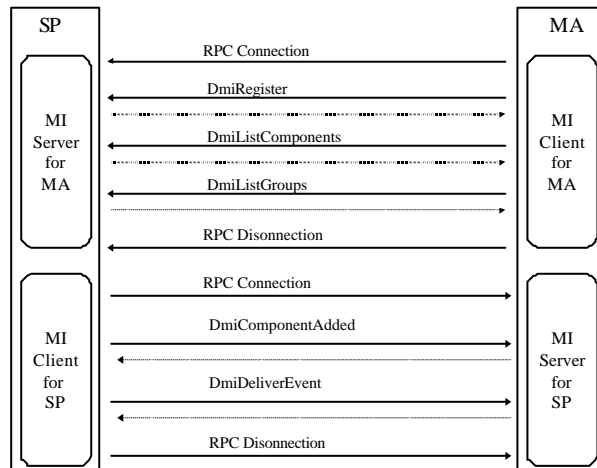 SP
MA
RPC Connection
DmiRegister
DmiListComponents
DmiListGroups
RPC Disonnection
MI
Server
for
MA
MI
Client
for
MA
RPC Connection
DmiComponentAdded
DmiDeliverEvent
RPC Disonnection
MI
Client
for
SP
MI
Server
for
SP